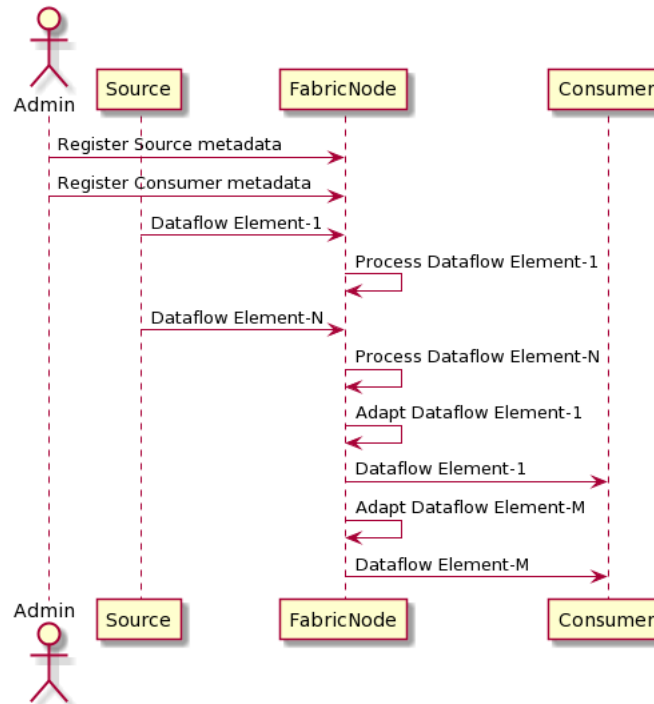 Admin
Source
FabricNode
Consumer
Register Source metadata
Register Consumer metadata
Dataflow Element-1
Process Dataflow Element-1
Dataflow Element-N
Process Dataflow Element-N
Adapt Dataflow Element-1
Dataflow Element-1
Adapt Dataflow Element-M
Dataflow Element-M
Admin
Source
FabricNode
Consumer